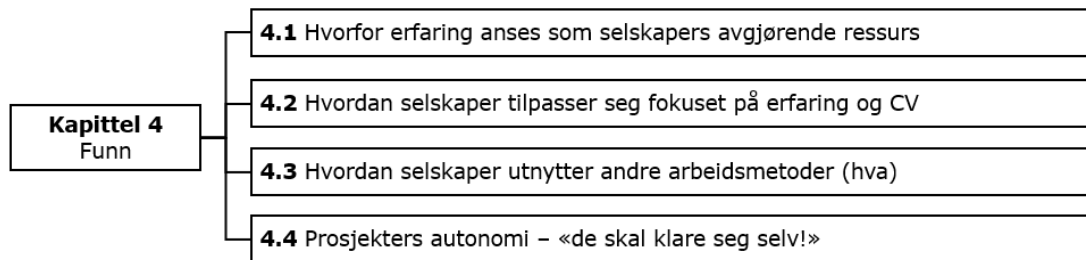 4.1 Hvorfor erfaring anses som selskapers avgjørende ressurs
4.2 Hvordan selskaper tilpasser seg fokuset på erfaring og CV
Kapittel 4
Funn
4.3 Hvordan selskaper utnytter andre arbeidsmetoder (hva)
4.4 Prosjekters autonomi – «de skal klare seg selv!»